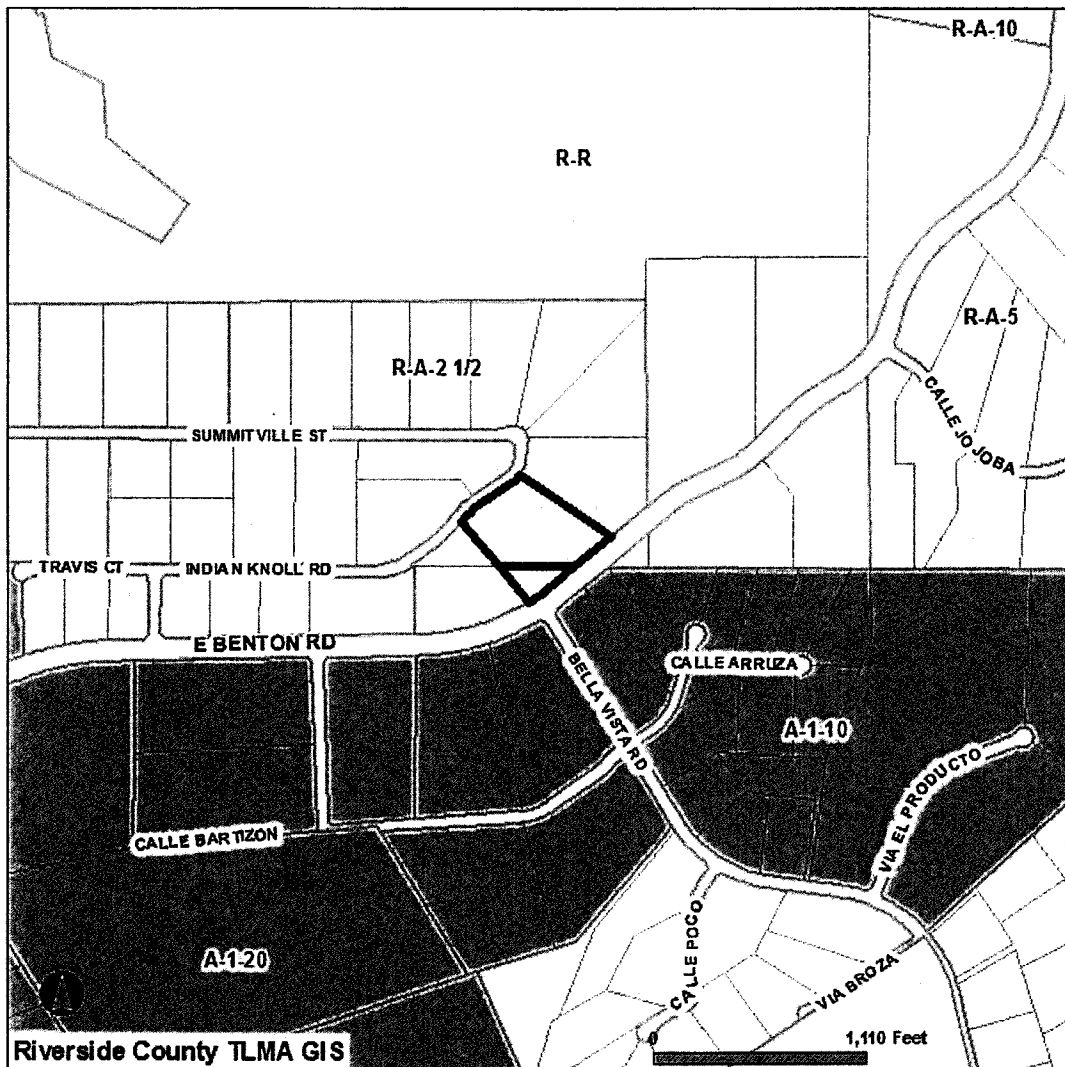 R-A-10
R-R
R-A-5
R-A-2 1/2
CALLE JOJOBA
SUMMITVILLE ST
TRAVIS CT
INDIAN KNOLL RD
E BENTON RD
BELLA VISTA RD
CALLE ARRUZA
A-1-10
VIA EL PRODUCTO
CALLE BARTIZON
CALLE POCO
A-1-20
VIA BROZA
Riverside County TLMA GIS
0
1,110 Feet